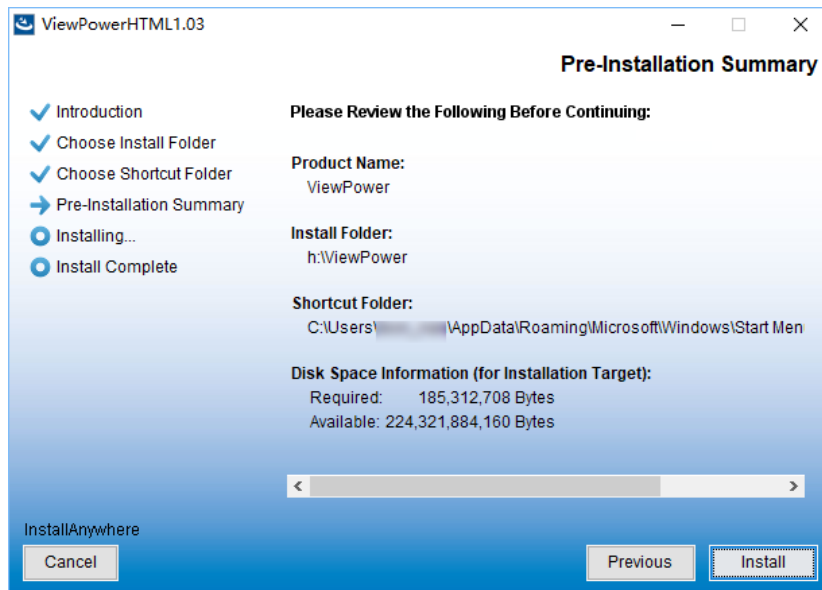 ViewPowerHTML1.03
Pre-Installation Summary
Introduction
Choose Install Folder
Choose Shortcut Folder
Pre-Installation Summary
Installing...
Install Complete
Please Review the Following Before Continuing:
Product Name:
ViewPower
Install Folder:
h:\ViewPower
Shortcut Folder:
C:\Users\ \AppData\Roaming\Microsoft\Windows\Start Men
Disk Space Information (for Installation Target):
Required: 185,312,708 Bytes
Available: 224,321,884,160 Bytes
InstallAnywhere
Cancel
Previous
Install